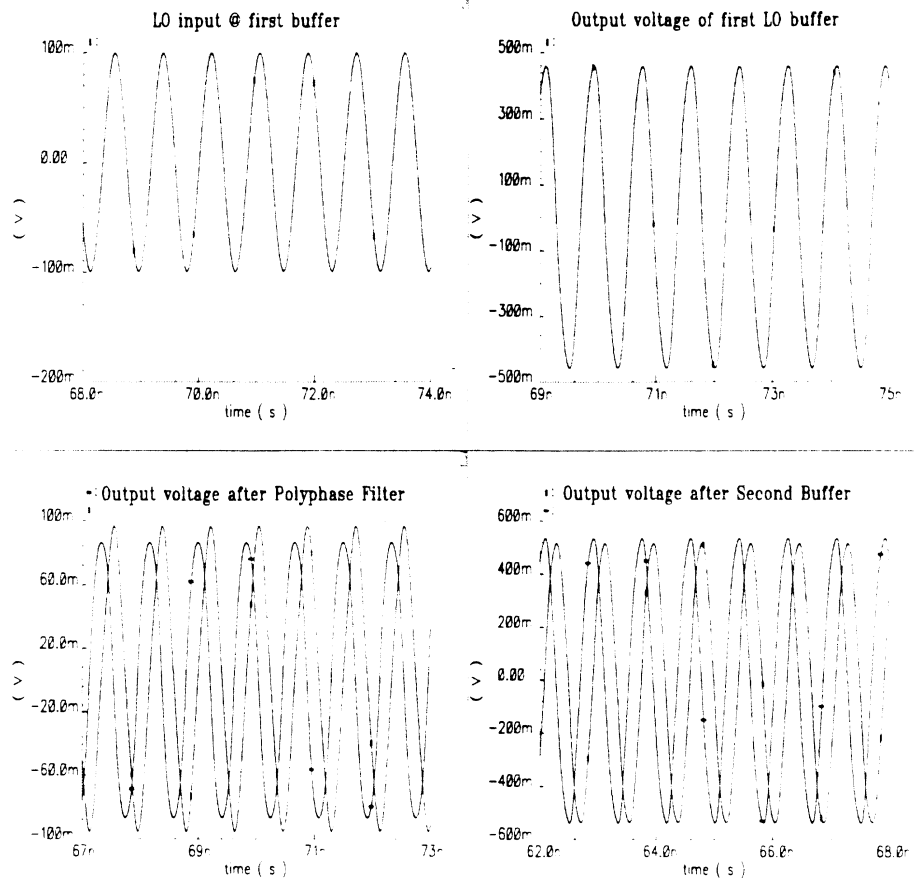 LO input @ first buffer
100m
0.00
-100m
-200m
( V )
68.0n
70.0n
72.0n
74.0n
time ( s )
Output voltage of first LO buffer
500m
300m
100m
-100m
-300m
-500m
( V )
69n
71n
73n
75n
time ( s )
Output voltage after Polyphase Filter
100m
60.0m
20.0m
-20.0m
-60.0m
-100m
( V )
67n
69n
71n
73n
time ( s )
Output voltage after Second Buffer
600m
400m
200m
0.00
-200m
-400m
-600m
( V )
62.0n
64.0n
66.0n
68.0n
time ( s )